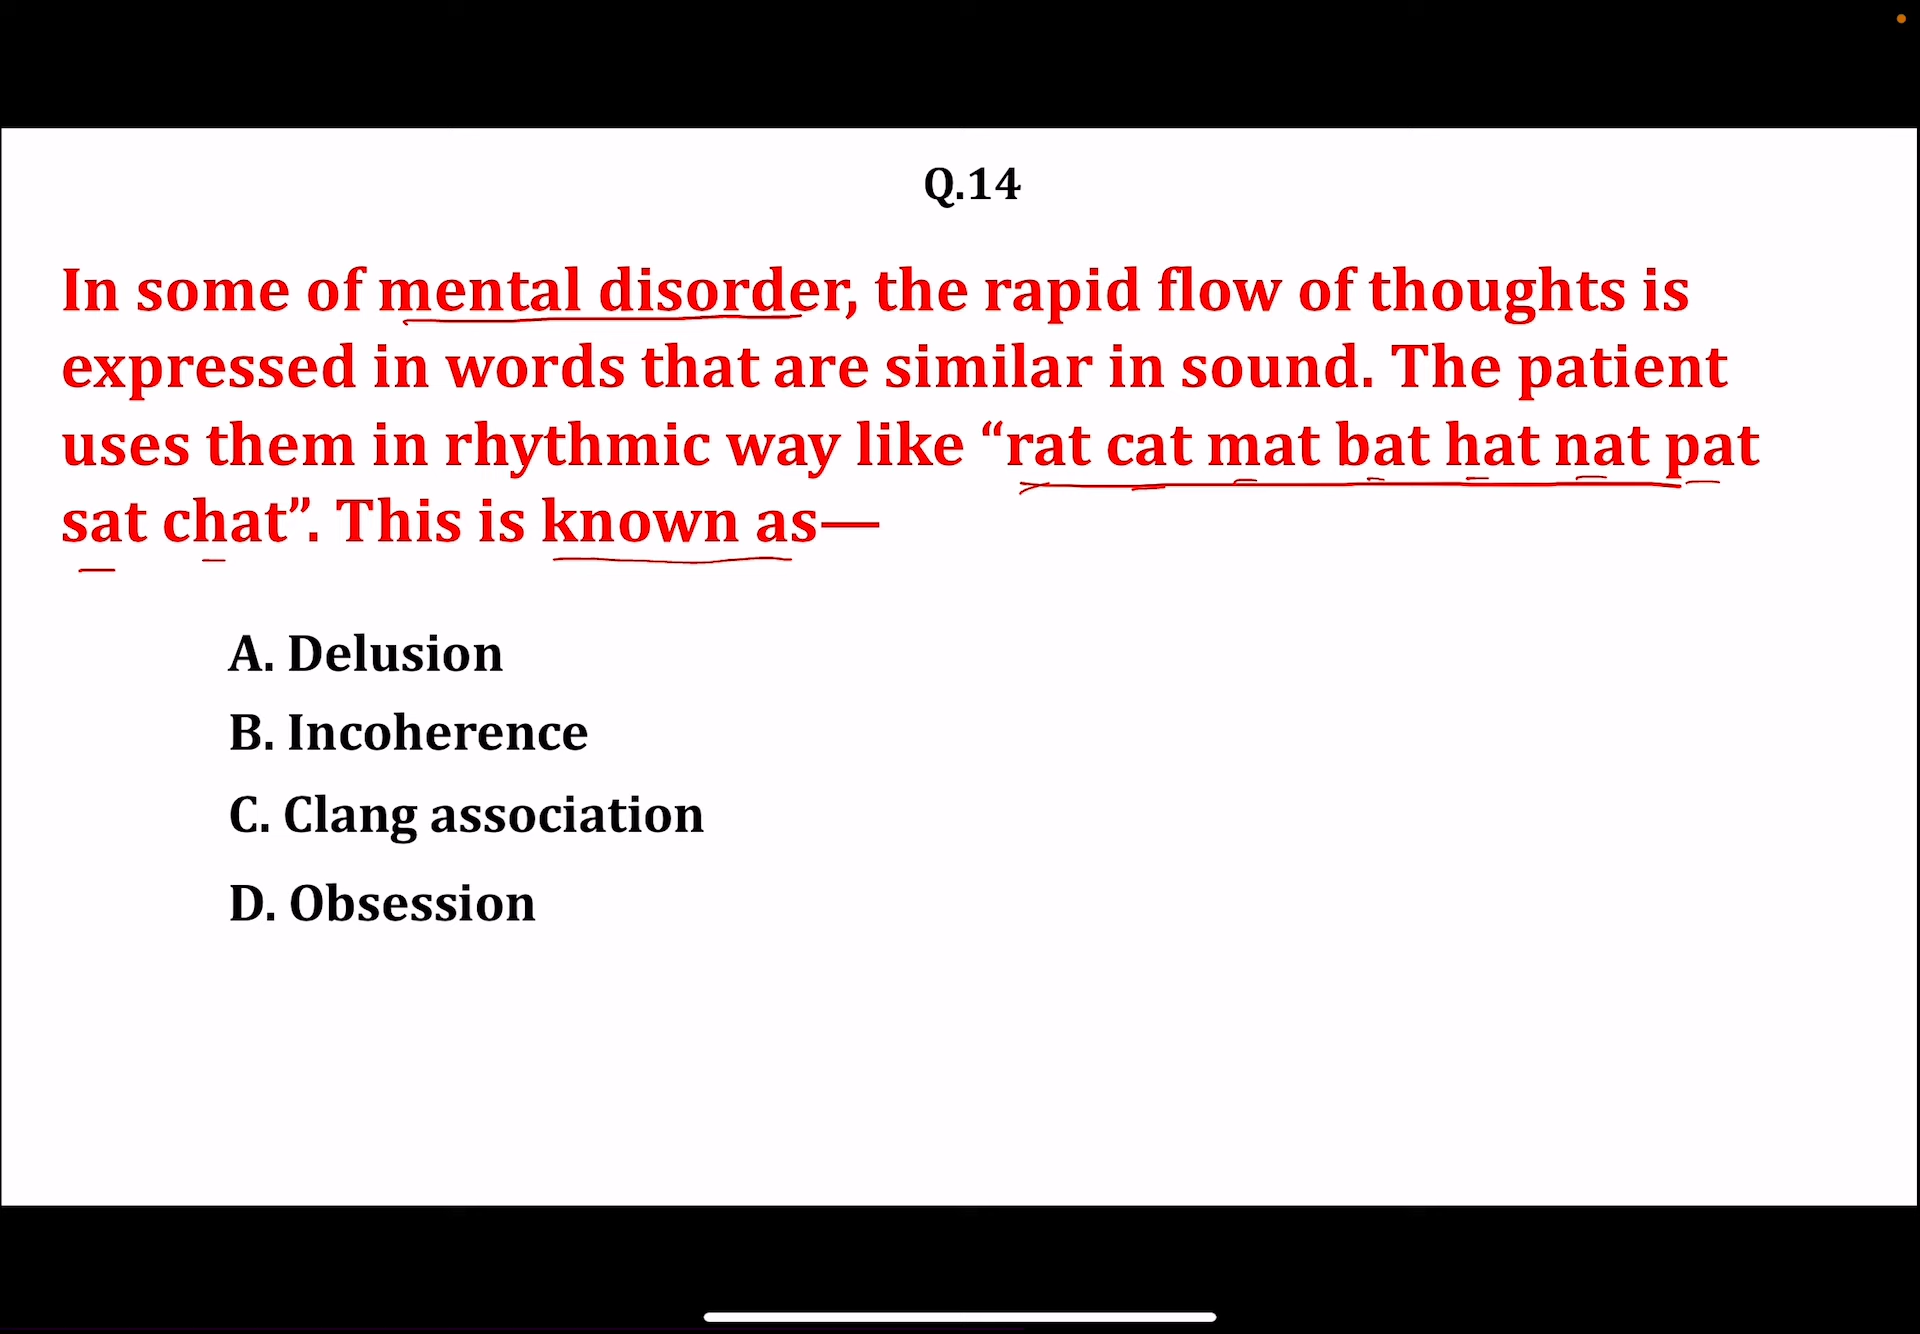 Q.14
In some of mental disorder, the rapid flow of thoughts is
expressed in words that are similar in sound. The patient
uses them in rhythmic way like “rat cat mat bat hat nat pat
sat chat”. This is known as—
A. Delusion
B. Incoherence
C. Clang association
D. Obsession